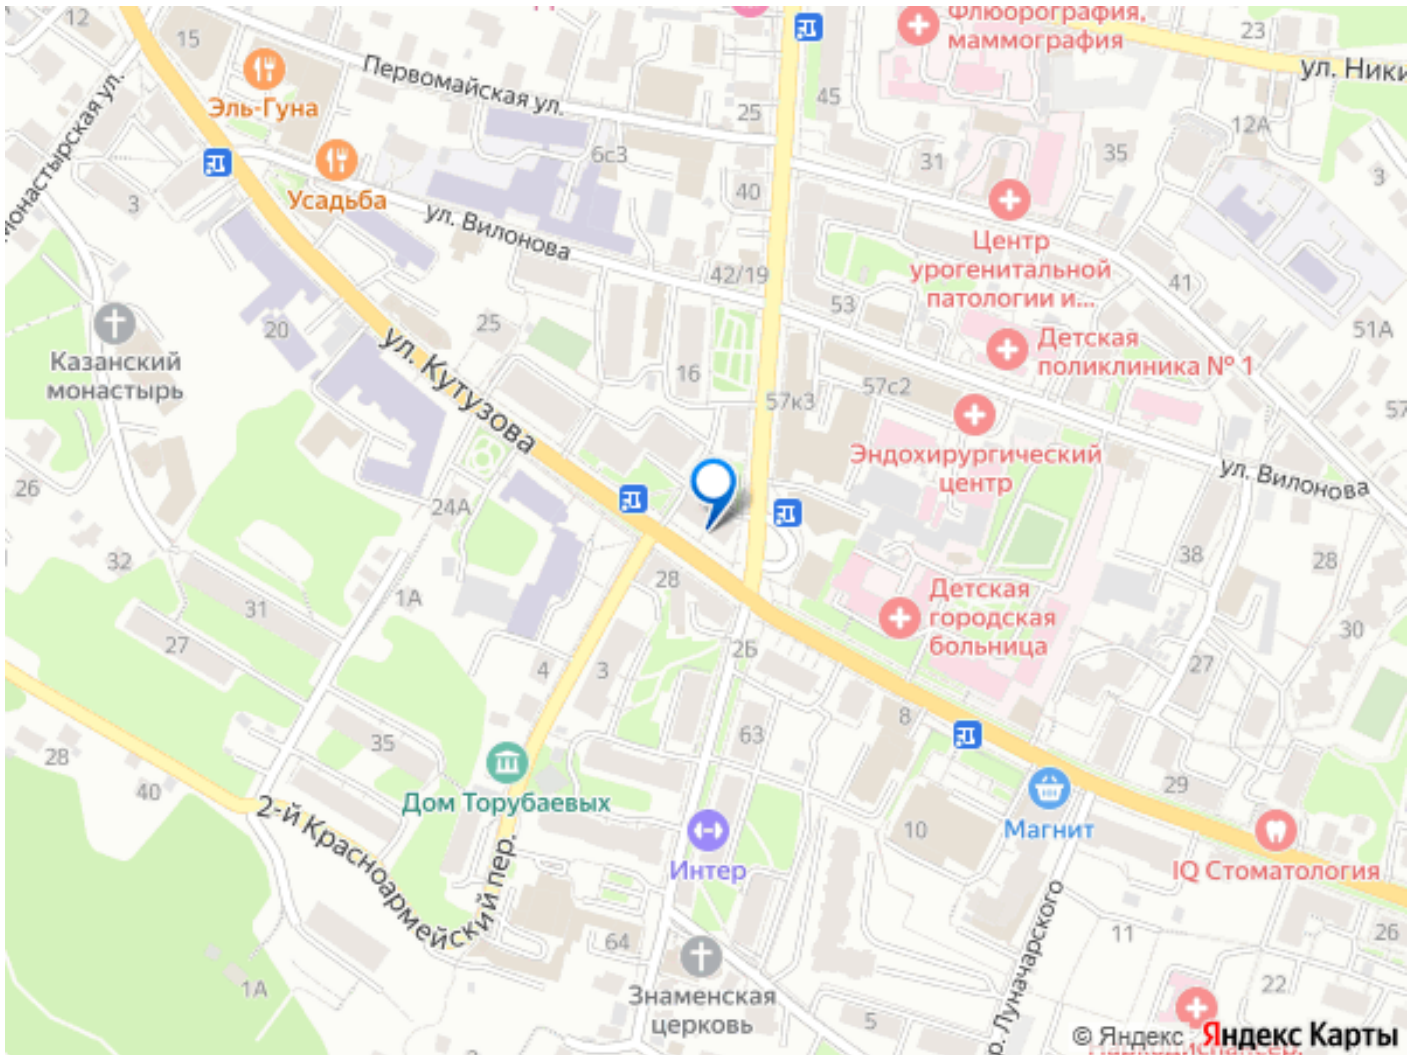 12
15
Эль-Гуна
Первомайская ул.
Флюорография,
маммография
23
ул. Ники
монастырская ул.
Усадьба
3
6с3
25
45
31
12А
35
3
40
ул. Вилонова
42/19
Центр
урогенитальной
патологии и...
41
51А
53
20
25
ул. Кутузова
Казанский
монастырь
16
Детская
поликлиника № 1
57к3
57с2
57
Эндохирургический
центр
ул. Вилонова
26
24А
32
31
1А
27
28
38
28
Детская
городская
больница
30
4
3
2Б
27
8
63
35
28
40
29
Дом Торубаевых
2-й Красноармейский пер.
Магнит
10
Интер
IQ Стоматология
пр. Луначарского
11
26
64
1А
Знаменская
церковь
22
5
© Яндекс
Яндекс Карты